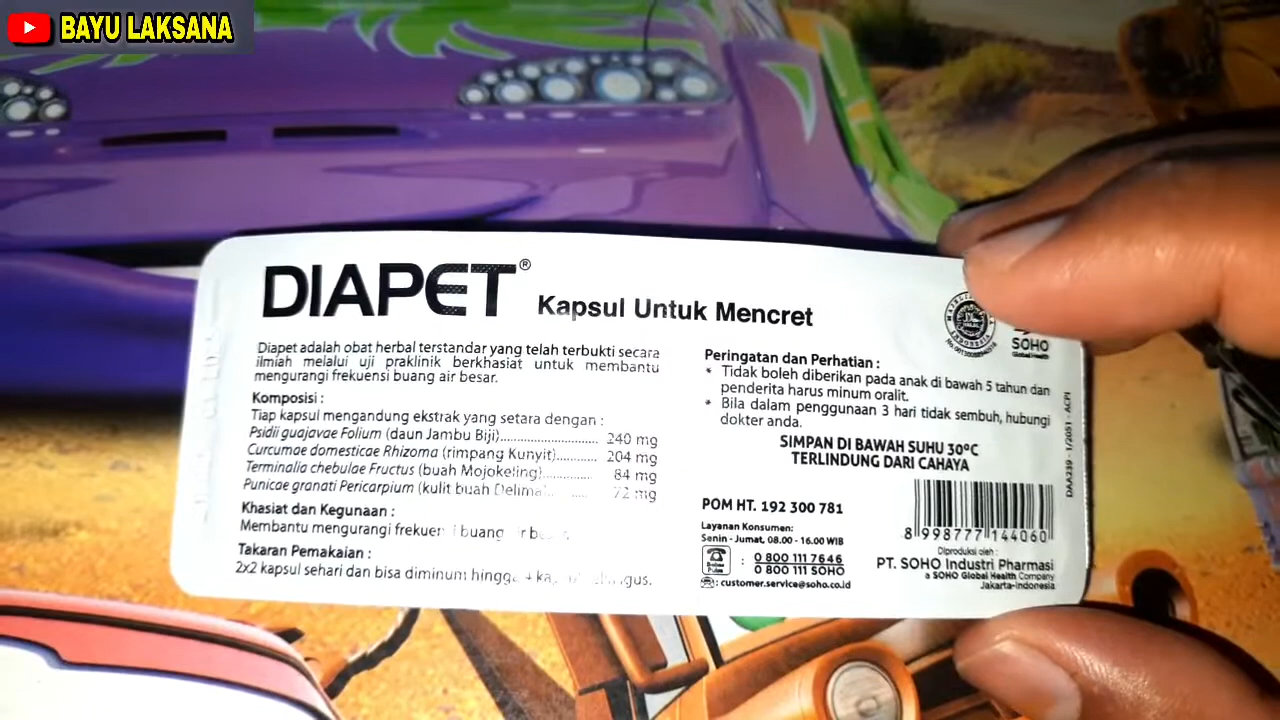 BAYU LAKSANA
DIAPET®
Kapsul Untuk Mencret
Diapet adalah obat herbal terstandar yang telah terbukti secara
ilmiah melalui uji praklinik berkhasiat untuk membantu
mengurangi frekuensi buang air besar.
Komposisi :
Tiap kapsul mengandung ekstrak yang setara dengan :
Psidii guajavae Folium (daun Jambu Biji)............................ 240 mg
Curcumae domesticae Rhizoma (rimpang Kunyit)............ 204 mg
Terminalia chebulae Fructus (buah Mojokeling)................ 84 mg
Punicae granati Pericarpium (kulit buah Delima)............... 72 mg
Khasiat dan Kegunaan :
Membantu mengurangi buang
Takaran Pemakaian :
2x2 kapsul sehari dan bisa diminum
Peringatan dan Perhatian :
* Tidak boleh diberikan pada anak di bawah 5 tahun dan
penderita harus minum oralit.
* Bila dalam penggunaan 3 hari tidak sembuh, hubungi
dokter anda.
SIMPAN DI BAWAH SUHU 30°C
TERLINDUNG DARI CAHAYA
POM HT. 192 300 781
Layanan Konsumen:
Senin - Jumat, 08.00 - 16.00 WIB
: 0 800 111 7646
0 800 111 SOHO
: customer.service@soho.co.id
SOHO
Global Health
8 998777 144060
Diproduksi oleh :
PT. SOHO Industri Pharmasi
a SOHO Global Health Company
Jakarta-Indonesia
DAA239 - 1/2051 - ACPI